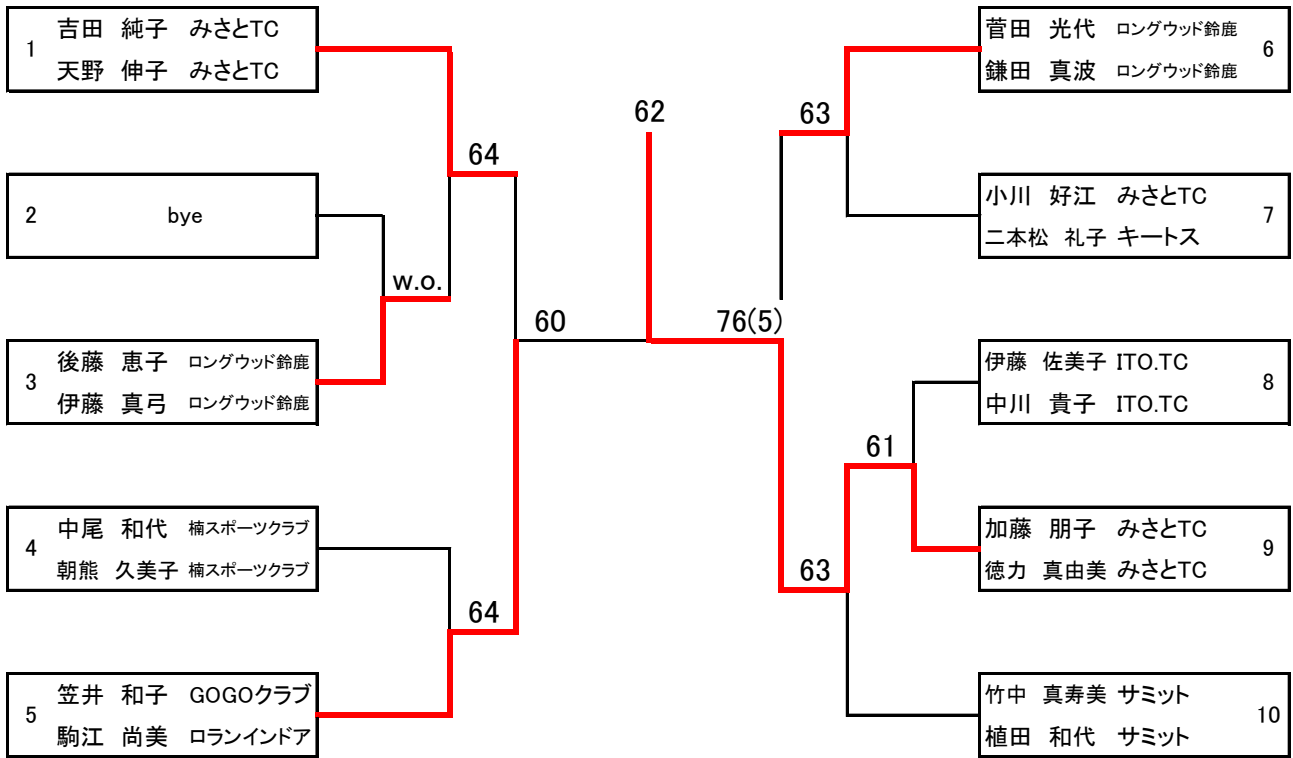 1 吉田 純子 みさとTC
天野 伸子 みさとTC
2 bye
3 後藤 恵子 ロングウッド鈴鹿
伊藤 真弓 ロングウッド鈴鹿
4 中尾 和代 楠スポーツクラブ
朝熊 久美子 楠スポーツクラブ
5 笠井 和子 GOGOクラブ
駒江 尚美 ロランインドア
64
w.o.
64
60
62
76(5)
63
61
63
菅田 光代 ロングウッド鈴鹿 6
鎌田 真波 ロングウッド鈴鹿
小川 好江 みさとTC 7
二本松 礼子 キートス
伊藤 佐美子 ITO.TC 8
中川 貴子 ITO.TC
加藤 朋子 みさとTC 9
徳力 真由美 みさとTC
竹中 真寿美 サミット 10
植田 和代 サミット